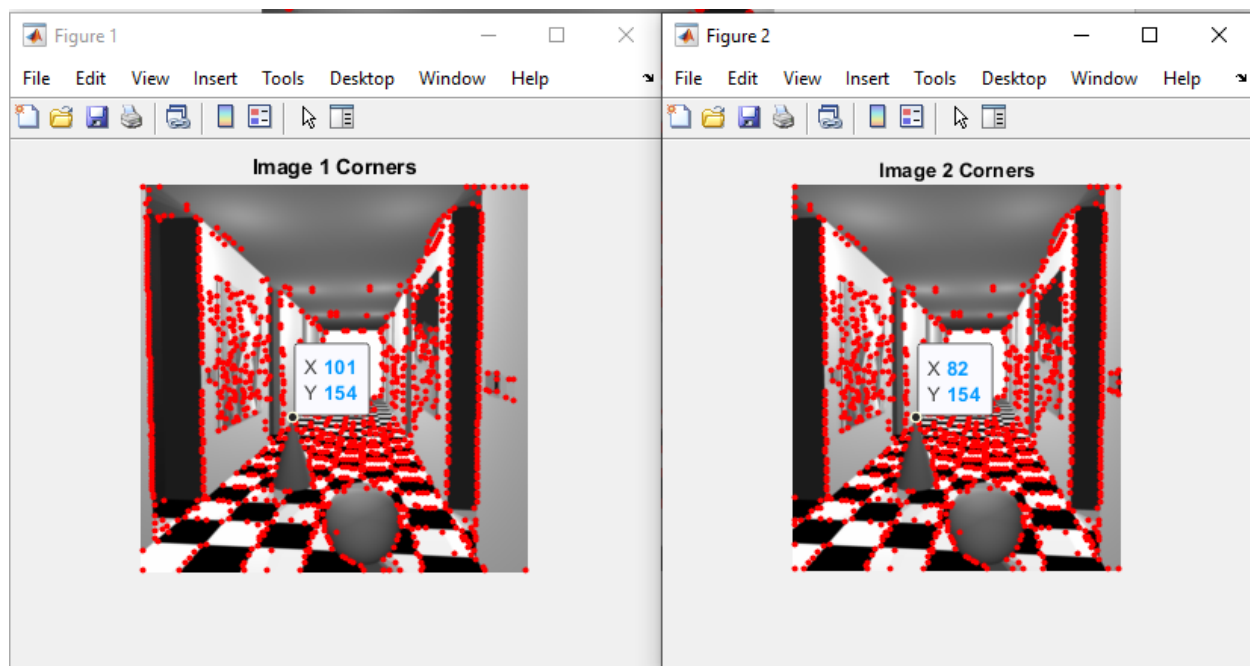 Figure 1
File Edit View Insert Tools Desktop Window Help
Image 1 Corners
X 101
Y 154
Figure 2
File Edit View Insert Tools Desktop Window Help
Image 2 Corners
X 82
Y 154